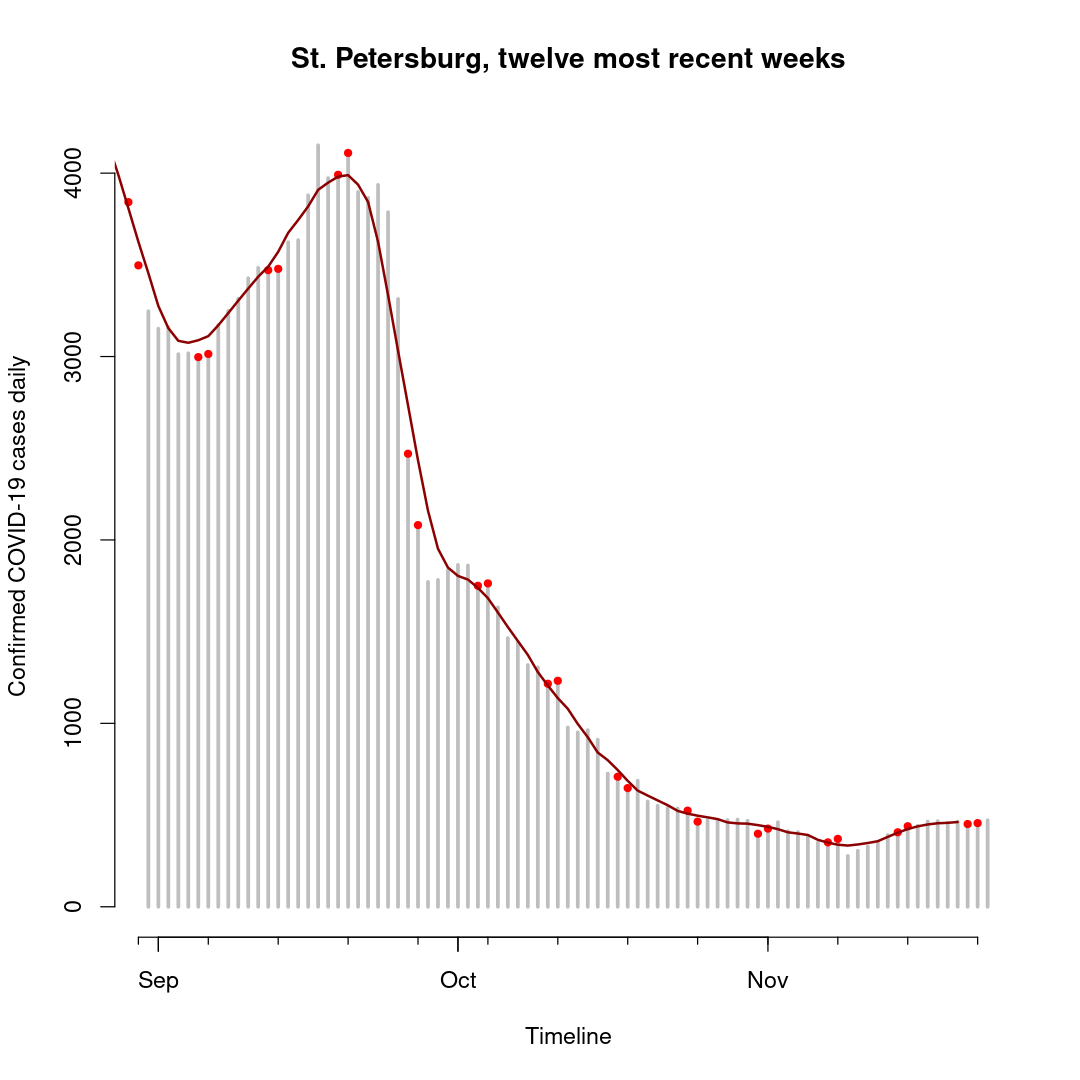 St. Petersburg, twelve most recent weeks
Confirmed COVID-19 cases daily
4000
3000
2000
1000
0
Sep Oct Nov
Timeline